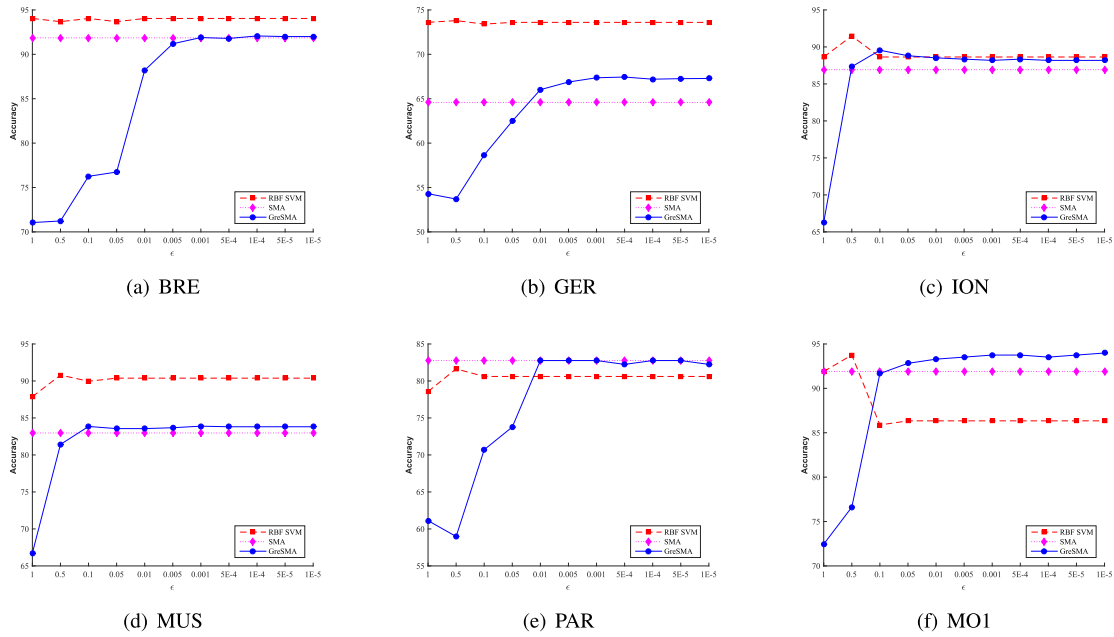 95
90
85
80
75
70
Accuracy
1 0.5 0.1 0.05 0.01 0.005 0.001 5E-4 1E-4 5E-5 1E-5
ϵ
RBF SVM
SMA
GreSMA
(a) BRE
75
70
65
60
55
50
Accuracy
1 0.5 0.1 0.05 0.01 0.005 0.001 5E-4 1E-4 5E-5 1E-5
ϵ
RBF SVM
SMA
GreSMA
(b) GER
95
90
85
80
75
70
65
Accuracy
1 0.5 0.1 0.05 0.01 0.005 0.001 5E-4 1E-4 5E-5 1E-5
ϵ
RBF SVM
SMA
GreSMA
(c) ION
95
90
85
80
75
70
65
Accuracy
1 0.5 0.1 0.05 0.01 0.005 0.001 5E-4 1E-4 5E-5 1E-5
ϵ
RBF SVM
SMA
GreSMA
(d) MUS
85
80
75
70
65
60
55
Accuracy
1 0.5 0.1 0.05 0.01 0.005 0.001 5E-4 1E-4 5E-5 1E-5
ϵ
RBF SVM
SMA
GreSMA
(e) PAR
95
90
85
80
75
70
Accuracy
1 0.5 0.1 0.05 0.01 0.005 0.001 5E-4 1E-4 5E-5 1E-5
ϵ
RBF SVM
SMA
GreSMA
(f) MO1